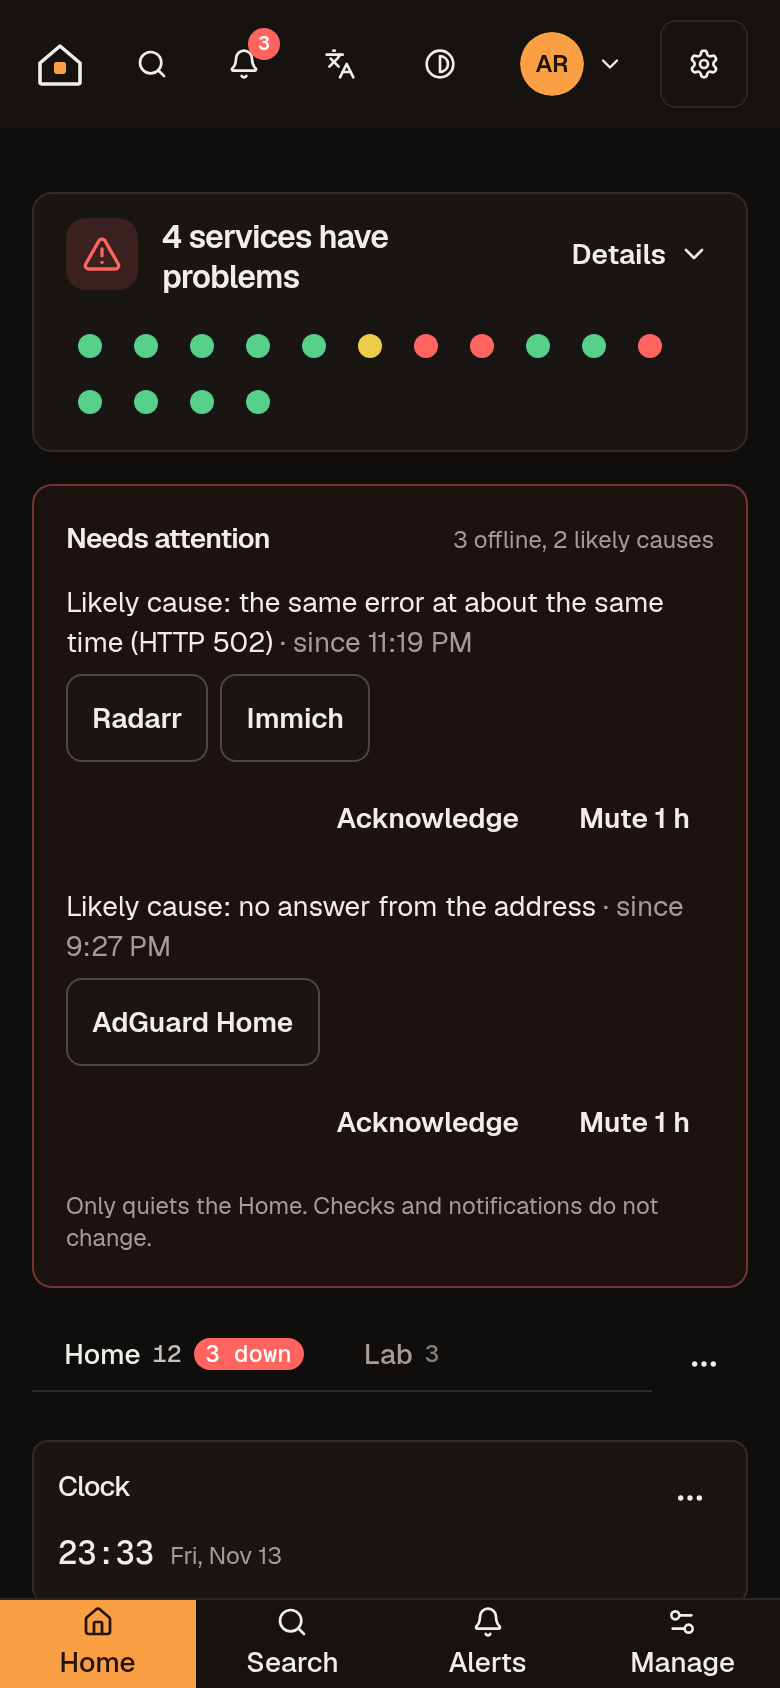 3
AR
4 services have
problems
Details
Needs attention
3 offline, 2 likely causes
Likely cause: the same error at about the same
time (HTTP 502) · since 11:19 PM
Radarr
Immich
Acknowledge
Mute 1 h
Likely cause: no answer from the address · since
9:27 PM
AdGuard Home
Acknowledge
Mute 1 h
Only quiets the Home. Checks and notifications do not
change.
Home 12 3 down
Lab 3
Clock
23:33 Fri, Nov 13
Home
Search
Alerts
Manage